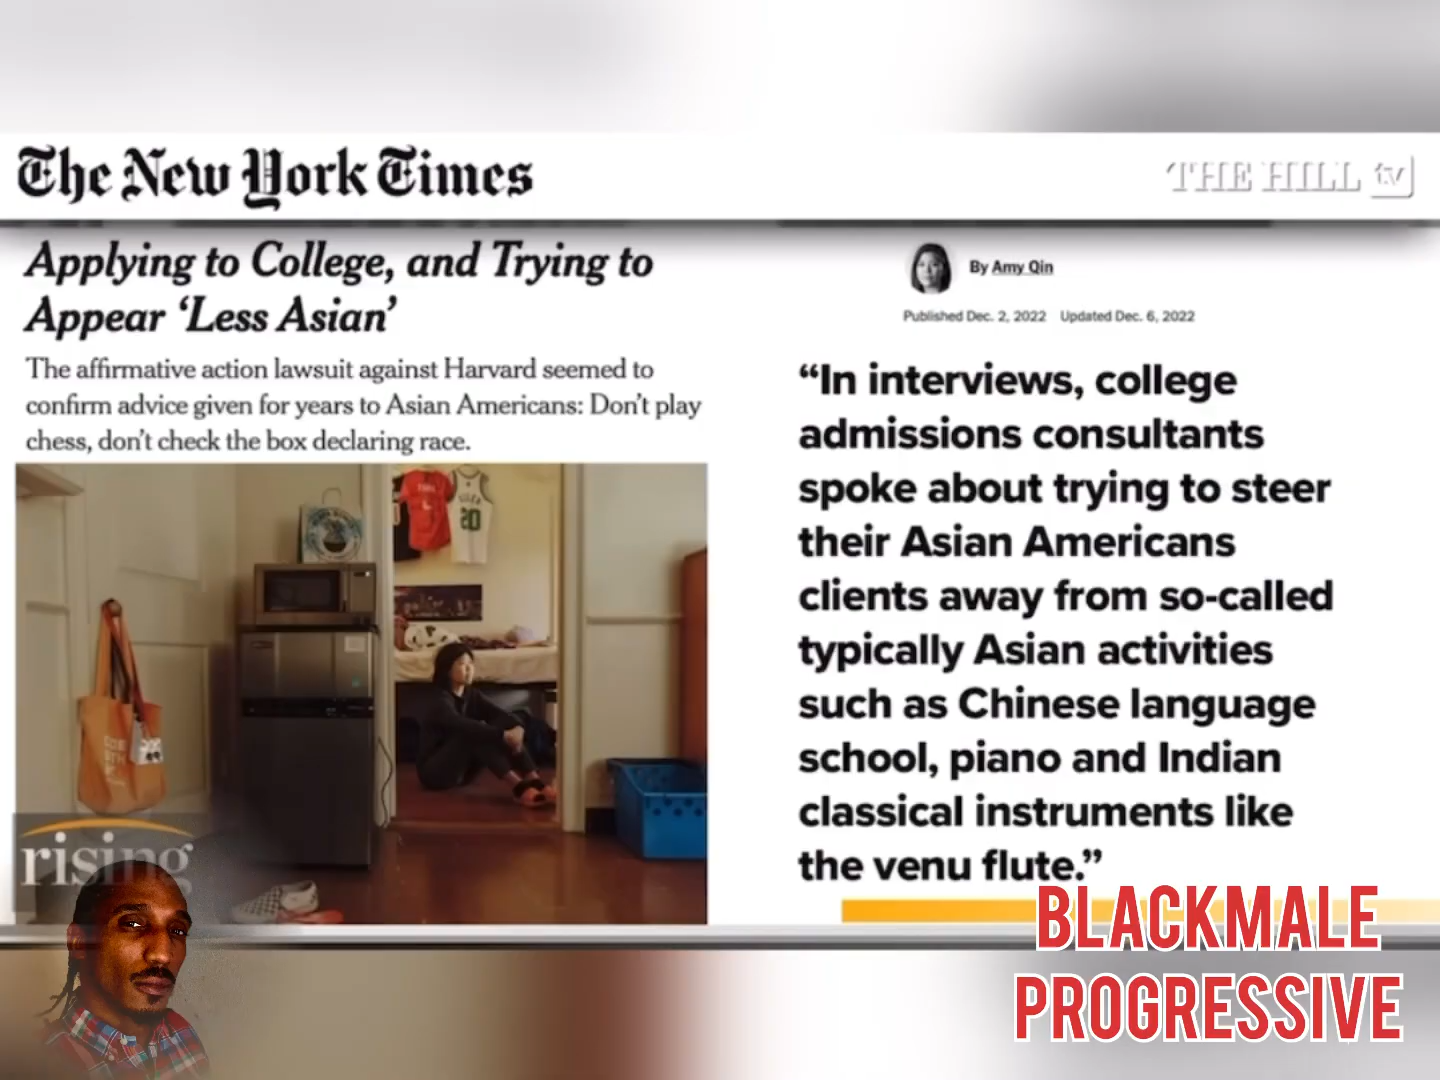 The New York Times
THE HILL tv
Applying to College, and Trying to
Appear ‘Less Asian’
The affirmative action lawsuit against Harvard seemed to
confirm advice given for years to Asian Americans: Don’t play
chess, don’t check the box declaring race.
By Amy Qin
Published Dec. 2, 2022 Updated Dec. 6, 2022
“In interviews, college
admissions consultants
spoke about trying to steer
their Asian Americans
clients away from so-called
typically Asian activities
such as Chinese language
school, piano and Indian
classical instruments like
the venu flute.”
20
rising
BLACKMALE
PROGRESSIVE